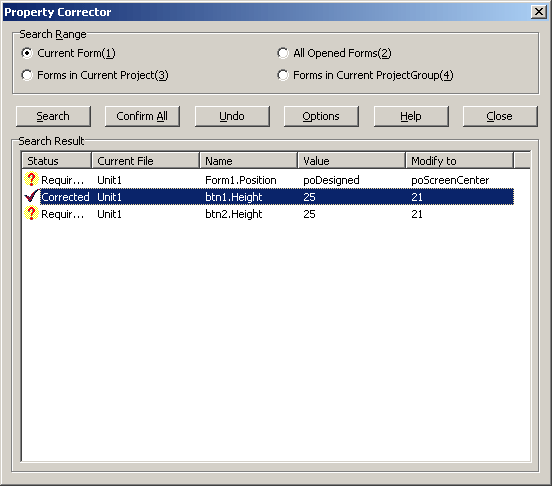 Property Corrector
Search Range
Current Form(1)
All Opened Forms(2)
Forms in Current Project(3)
Forms in Current ProjectGroup(4)
Search
Confirm All
Undo
Options
Help
Close
Search Result
Status Current File Name Value Modify to
Requir... Unit1 Form1.Position poDesigned poScreenCenter
Corrected Unit1 btn1.Height 25 21
Requir... Unit1 btn2.Height 25 21